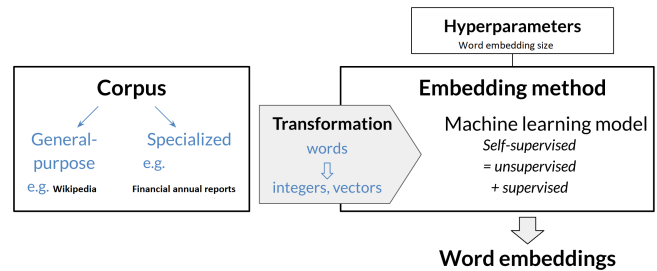 Hyperparameters
Word embedding size
Corpus
General-
purpose
e.g. Wikipedia
Specialized
e.g.
Financial annual reports
Transformation
words
integers, vectors
Embedding method
Machine learning model
Self-supervised
= unsupervised
+ supervised
Word embeddings